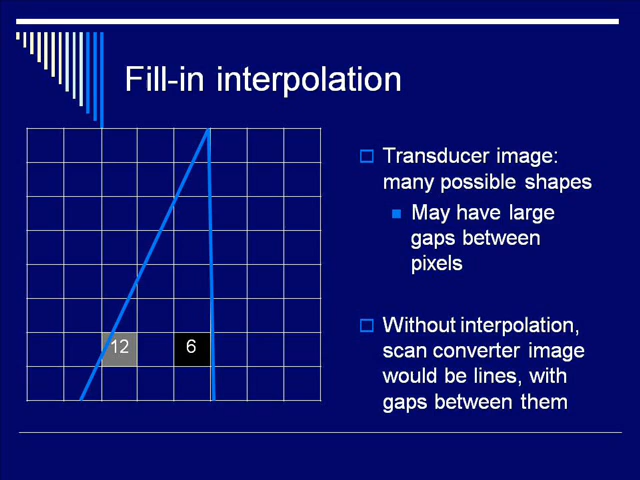 Fill-in interpolation
Transducer image:
many possible shapes
May have large
gaps between
pixels
Without interpolation,
scan converter image
would be lines, with
gaps between them
12
6